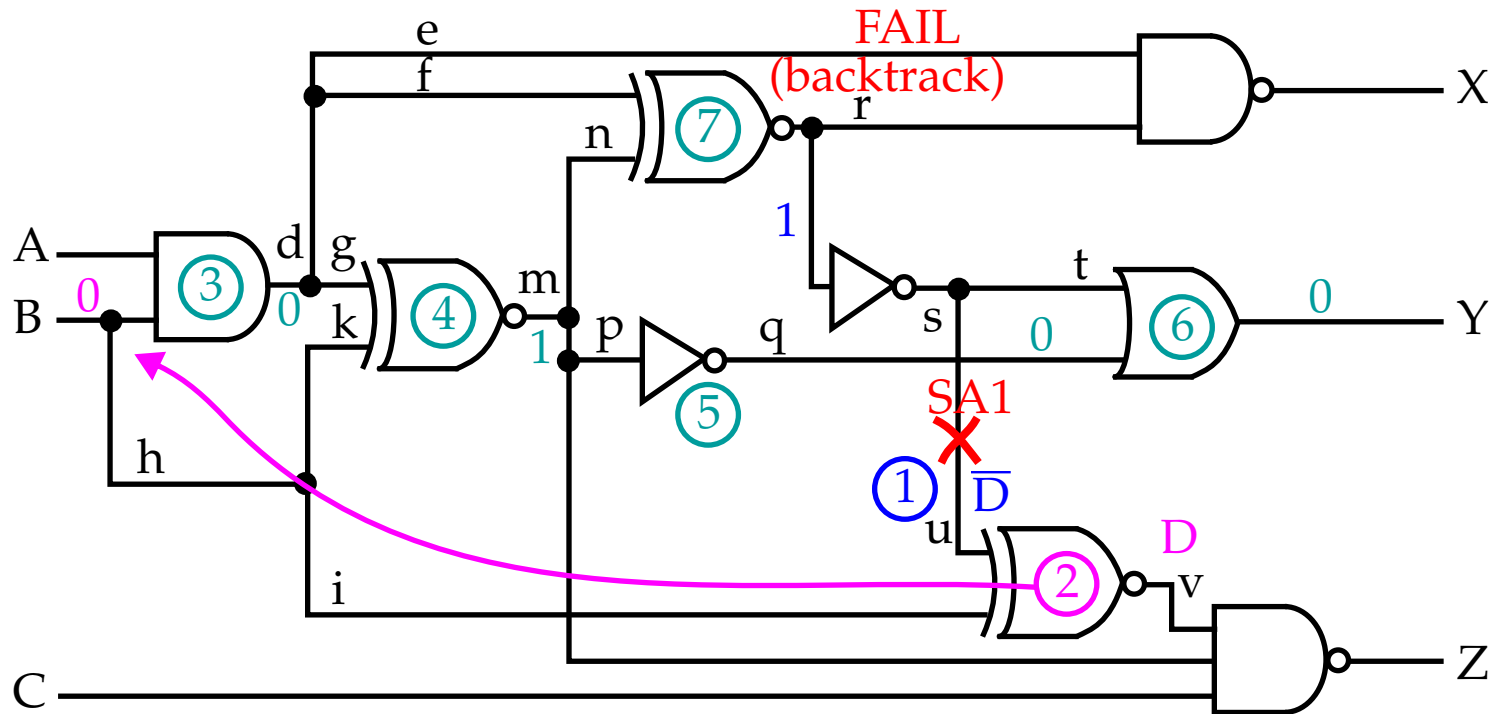 e
FAIL
f
(backtrack)
X
r
7
n
1
A
d
g
m
t
3
0
B
0
k
4
1
p
q
s
0
6
0
Y
5
SA1
h
1
D̅
u
D
i
2
v
C
Z